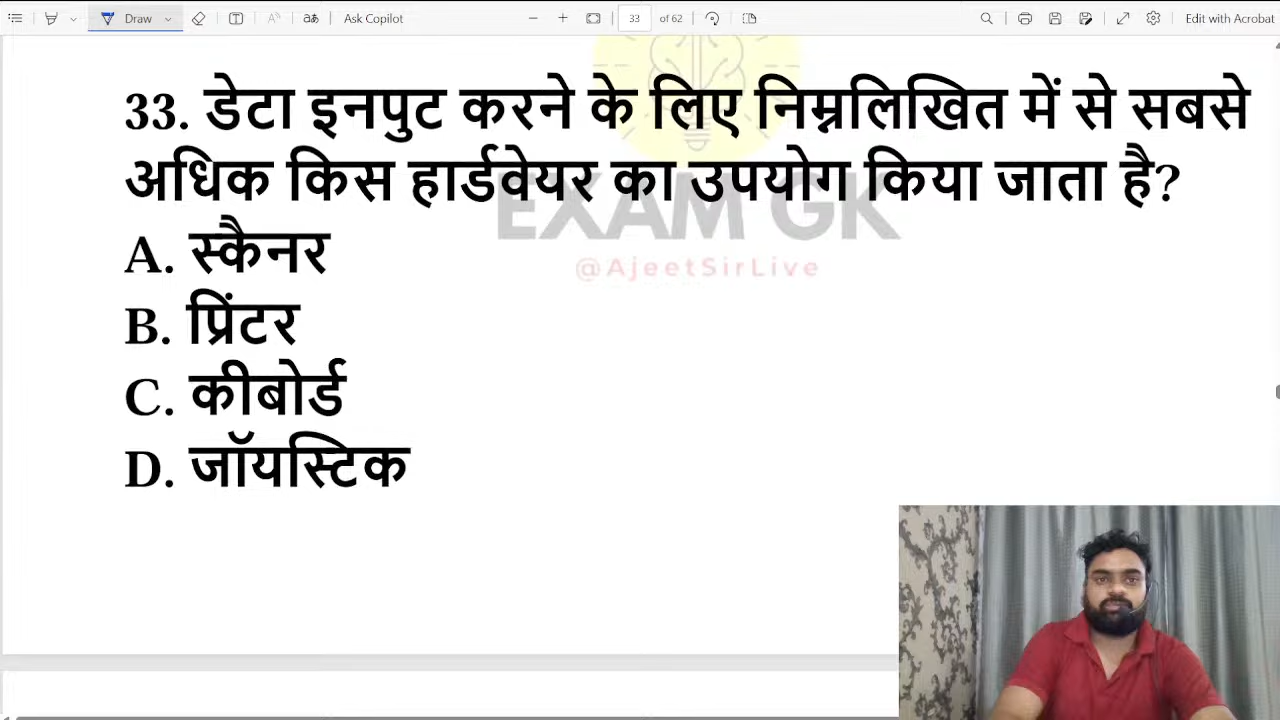 Draw
Ask Copilot
33 of 62
Edit with Acrobat
33. डेटा इनपुट करने के लिए निम्नलिखित में से सबसे
अधिक किस हार्डवेयर का उपयोग किया जाता है?
EXAM GK
@AjeetSirLive
A. स्कैनर
B. प्रिंटर
C. कीबोर्ड
D. जॉयस्टिक